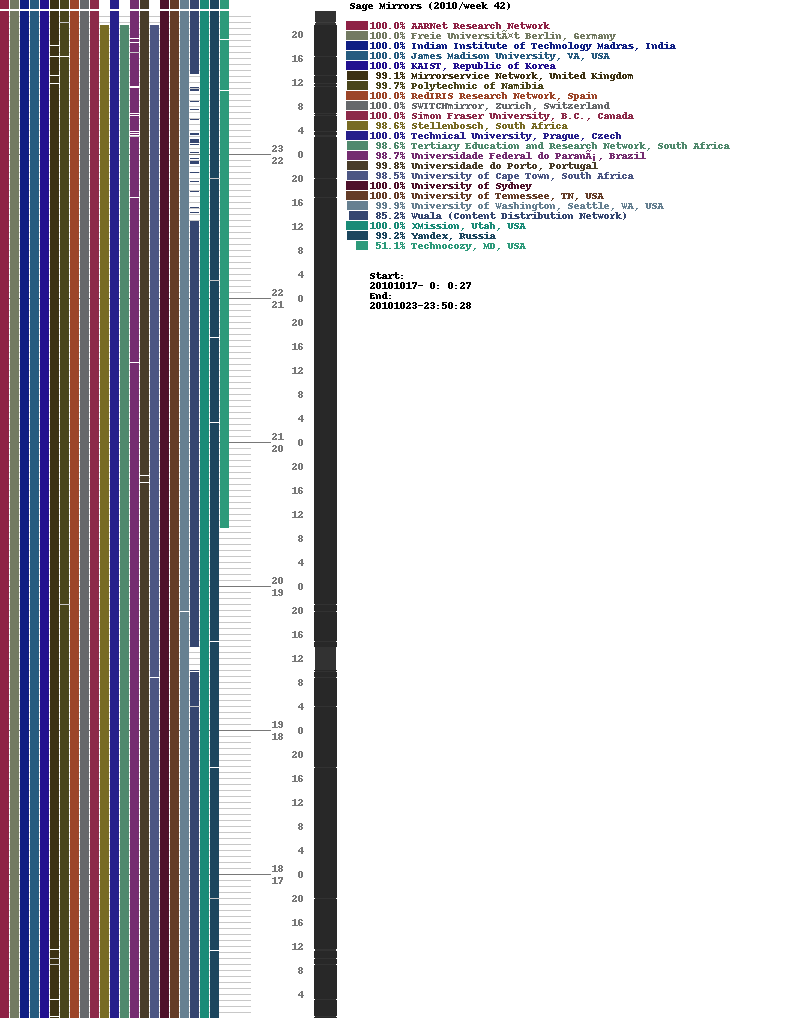 Sage Mirrors (2010/week 42)
100.0% AARNet Research Network
100.0% Freie UniversitÃ×t Berlin, Germany
100.0% Indian Institute of Technology Madras, India
100.0% James Madison University, VA, USA
100.0% KAIST, Republic of Korea
99.1% Mirrorservice Network, United Kingdom
99.7% Polytechnic of Namibia
100.0% RedIRIS Research Network, Spain
100.0% SWITCHmirror, Zurich, Switzerland
100.0% Simon Fraser University, B.C., Canada
98.6% Stellenbosch, South Africa
100.0% Technical University, Prague, Czech
98.6% Tertiary Education and Research Network, South Africa
98.7% Universidade Federal do ParmÃ¡, Brazil
99.8% Universidade do Porto, Portugal
98.5% University of Cape Town, South Africa
100.0% University of Sydney
100.0% University of Tennessee, TN, USA
99.9% University of Washington, Seattle, WA, USA
85.2% Wuala (Content Distribution Network)
100.0% XMission, Utah, USA
99.2% Yandex, Russia
51.1% Technocozy, MD, USA
Start:
20101017- 0: 0:27
End:
20101023-23:50:28
20
16
12
8
4
23
0
22
20
16
12
8
4
22
0
21
20
16
12
8
4
21
0
20
20
16
12
8
4
20
0
19
20
16
12
8
4
19
0
18
20
16
12
8
4
18
0
17
20
16
12
8
4